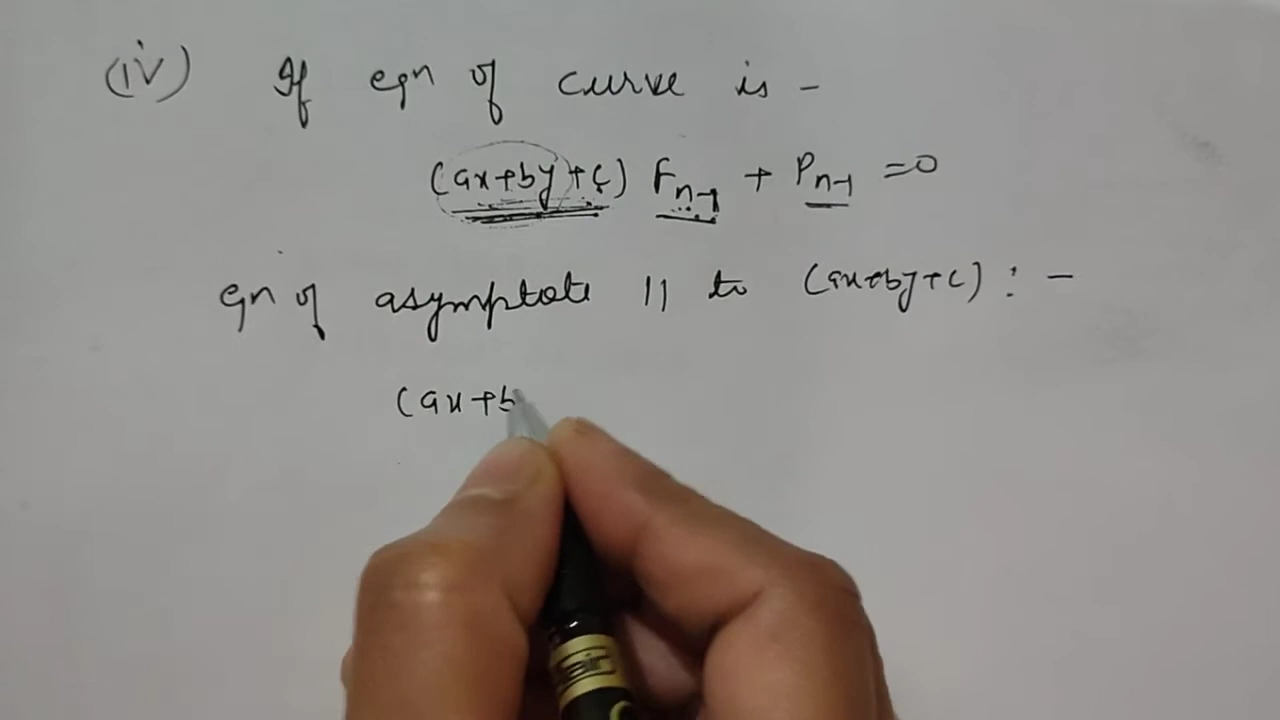 (iv) If eqn of curve is -
(ax+by+c) Fn-1 + Pn-1 =0
eqn of asymptote || to (ax+by+c) : -
(ax+b